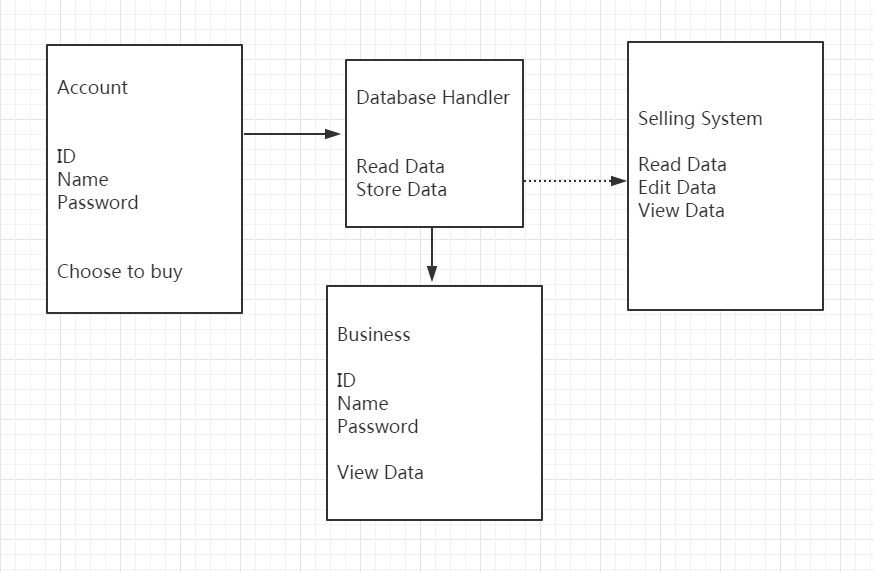 Account
ID
Name
Password
Choose to buy
Database Handler
Read Data
Store Data
Selling System
Read Data
Edit Data
View Data
Business
ID
Name
Password
View Data